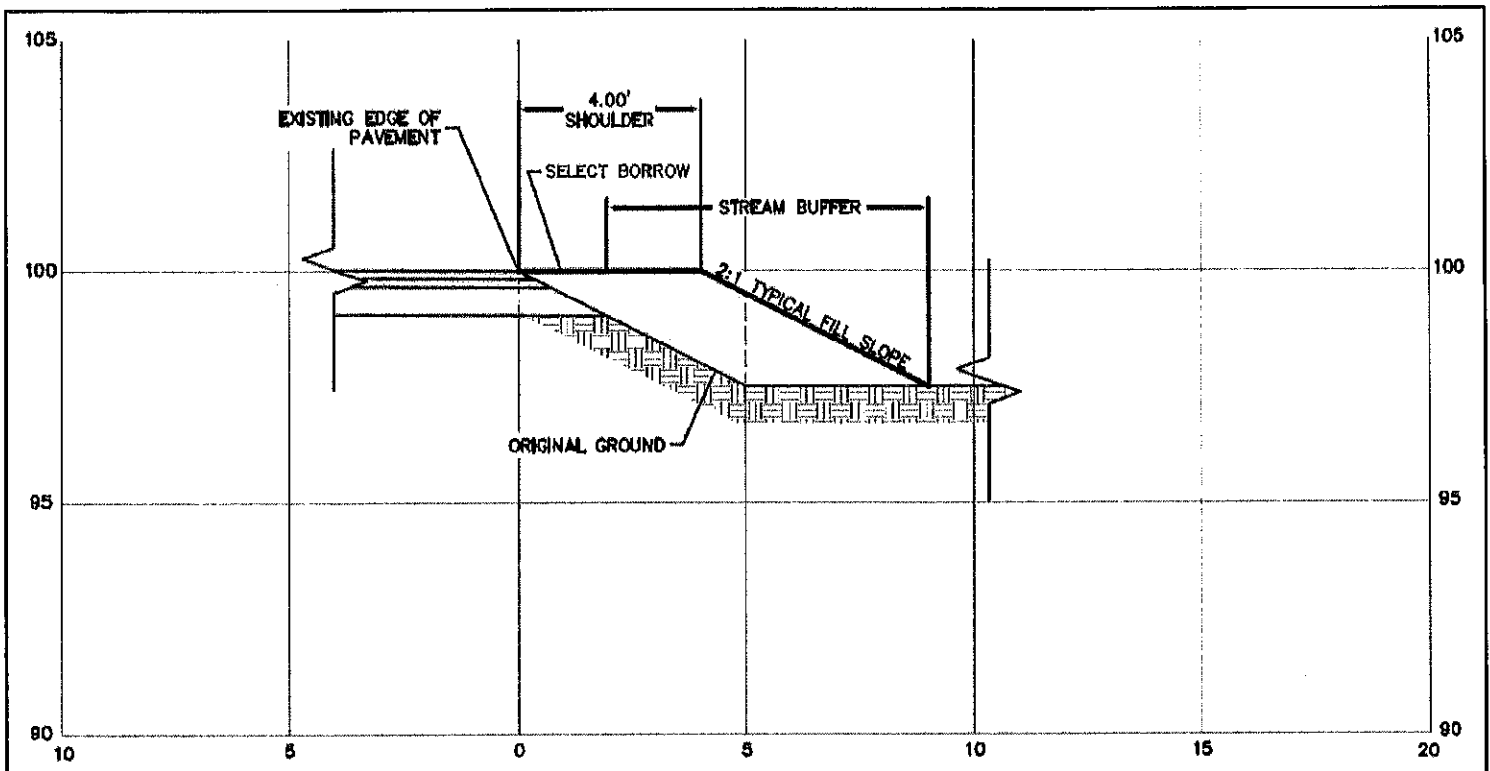 105
105
4.00'
SHOULDER
EXISTING EDGE OF
PAVEMENT
SELECT BORROW
STREAM BUFFER
100
100
2:1 TYPICAL FILL SLOPE
ORIGINAL GROUND
95
95
90
90
10
5
0
5
10
15
20